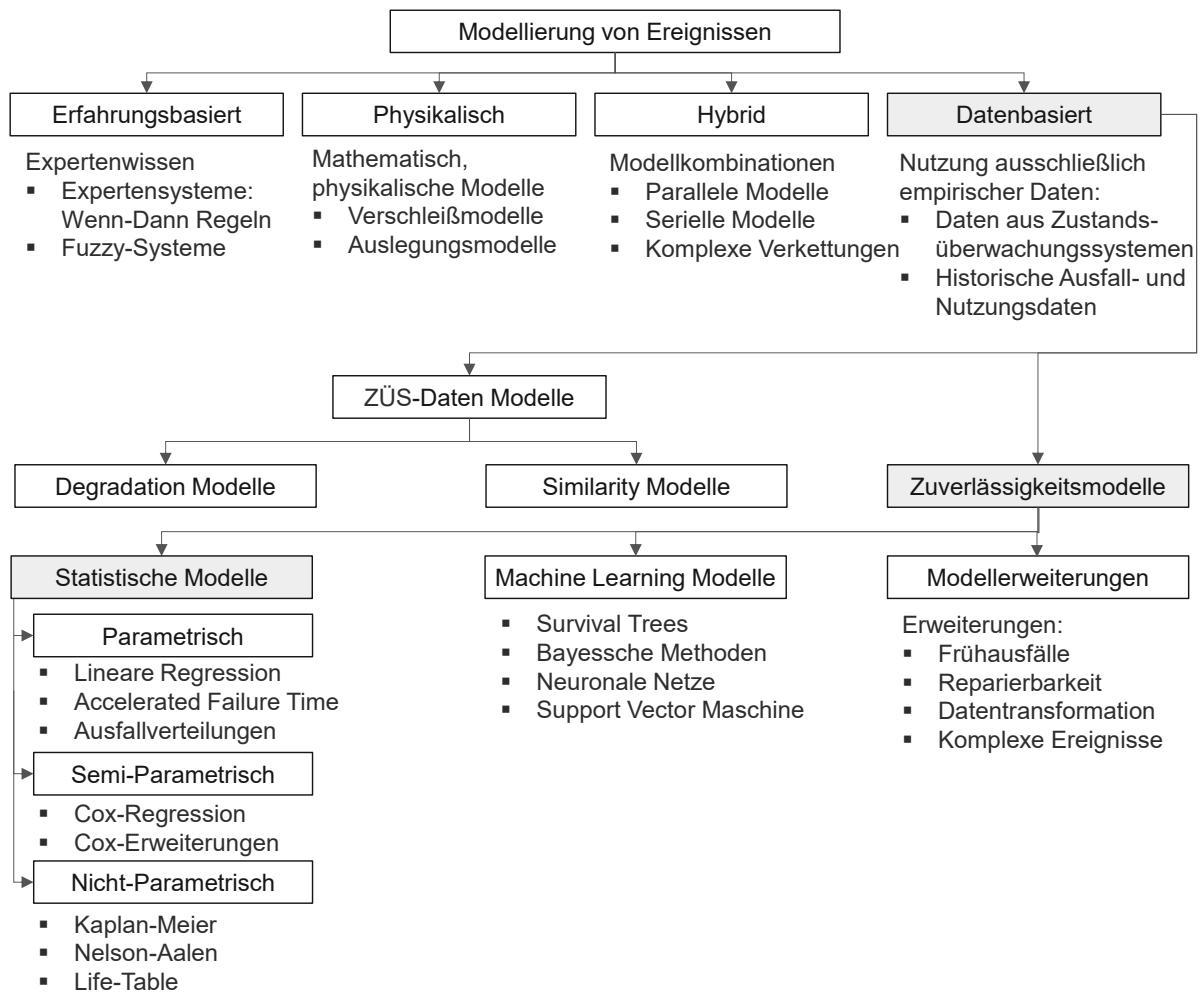 Modellierung von Ereignissen
Erfahrungsbasiert
Physikalisch
Hybrid
Datenbasiert
Expertenwissen
▪ Expertensysteme:
Wenn-Dann Regeln
▪ Fuzzy-Systeme
Mathematisch,
physikalische Modelle
▪ Verschleißmodelle
▪ Auslegungsmodelle
Modellkombinationen
▪ Parallele Modelle
▪ Serielle Modelle
▪ Komplexe Verkettungen
Nutzung ausschließlich
empirischer Daten:
▪ Daten aus Zustands-
überwachungssystemen
▪ Historische Ausfall- und
Nutzungsdaten
ZÜS-Daten Modelle
Degradation Modelle
Similarity Modelle
Zuverlässigkeitsmodelle
Statistische Modelle
Machine Learning Modelle
Modellerweiterungen
Parametrisch
▪ Lineare Regression
▪ Accelerated Failure Time
▪ Ausfallverteilungen
Semi-Parametrisch
▪ Cox-Regression
▪ Cox-Erweiterungen
Nicht-Parametrisch
▪ Kaplan-Meier
▪ Nelson-Aalen
▪ Life-Table
▪ Survival Trees
▪ Bayessche Methoden
▪ Neuronale Netze
▪ Support Vector Maschine
Erweiterungen:
▪ Frühausfälle
▪ Reparierbarkeit
▪ Datentransformation
▪ Komplexe Ereignisse